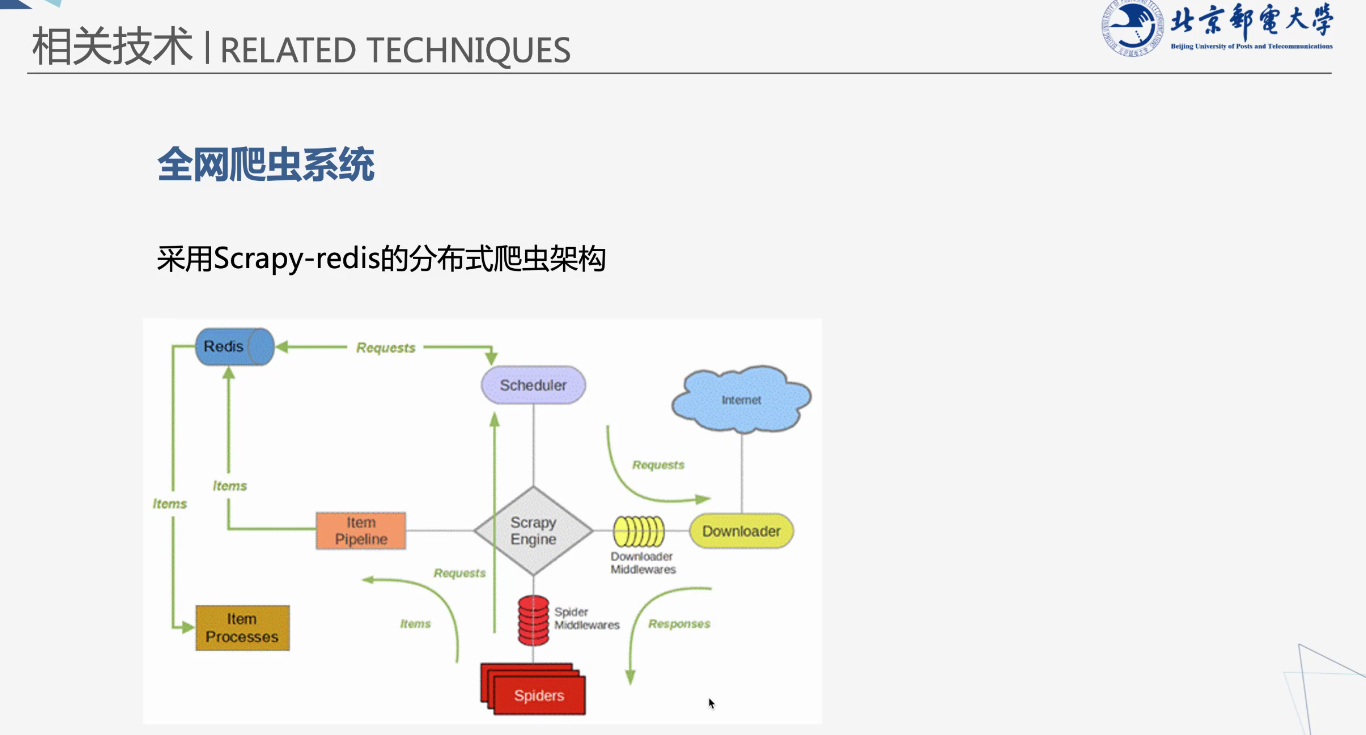 相关技术 | RELATED TECHNIQUES
北京郵電大學
Beijing University of Posts and Telecommunications
全网爬虫系统
采用Scrapy-redis的分布式爬虫架构
Redis
Requests
Scheduler
Internet
Requests
Items
Items
Item
Pipeline
Scrapy
Engine
Downloader
Downloader
Middlewares
Requests
Item
Processes
Items
Spider
Middlewares
Responses
Spiders